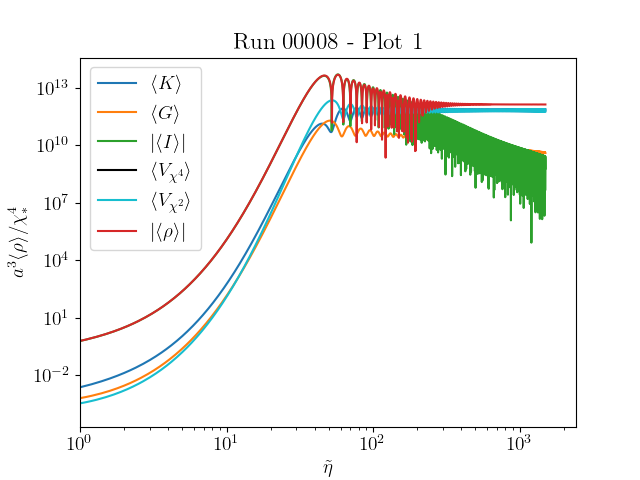 Run 00008 - Plot 1
⟨K⟩
⟨G⟩
|⟨I⟩|
⟨V_{χ^4}⟩
⟨V_{χ^2}⟩
|⟨ρ⟩|
a^3⟨ρ⟩/χ_*^4
10^{13}
10^{10}
10^7
10^4
10^1
10^{−2}
10^0
10^1
10^2
10^3
η̃